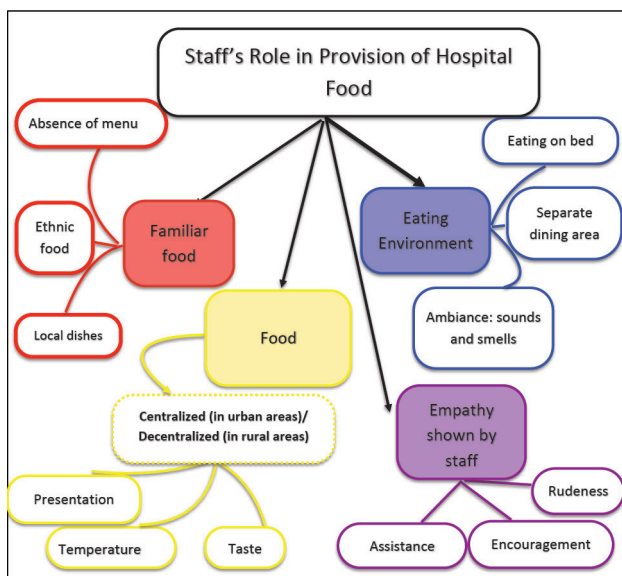 Staff's Role in Provision of Hospital
Food
Absence of menu
Ethnic
food
Local dishes
Familiar
food
Eating on bed
Separate
dining area
Ambiance: sounds
and smells
Eating
Environment
Food
Centralized (in urban areas)/
Decentralized (in rural areas)
Presentation
Temperature
Taste
Empathy
shown by
staff
Rudeness
Assistance
Encouragement